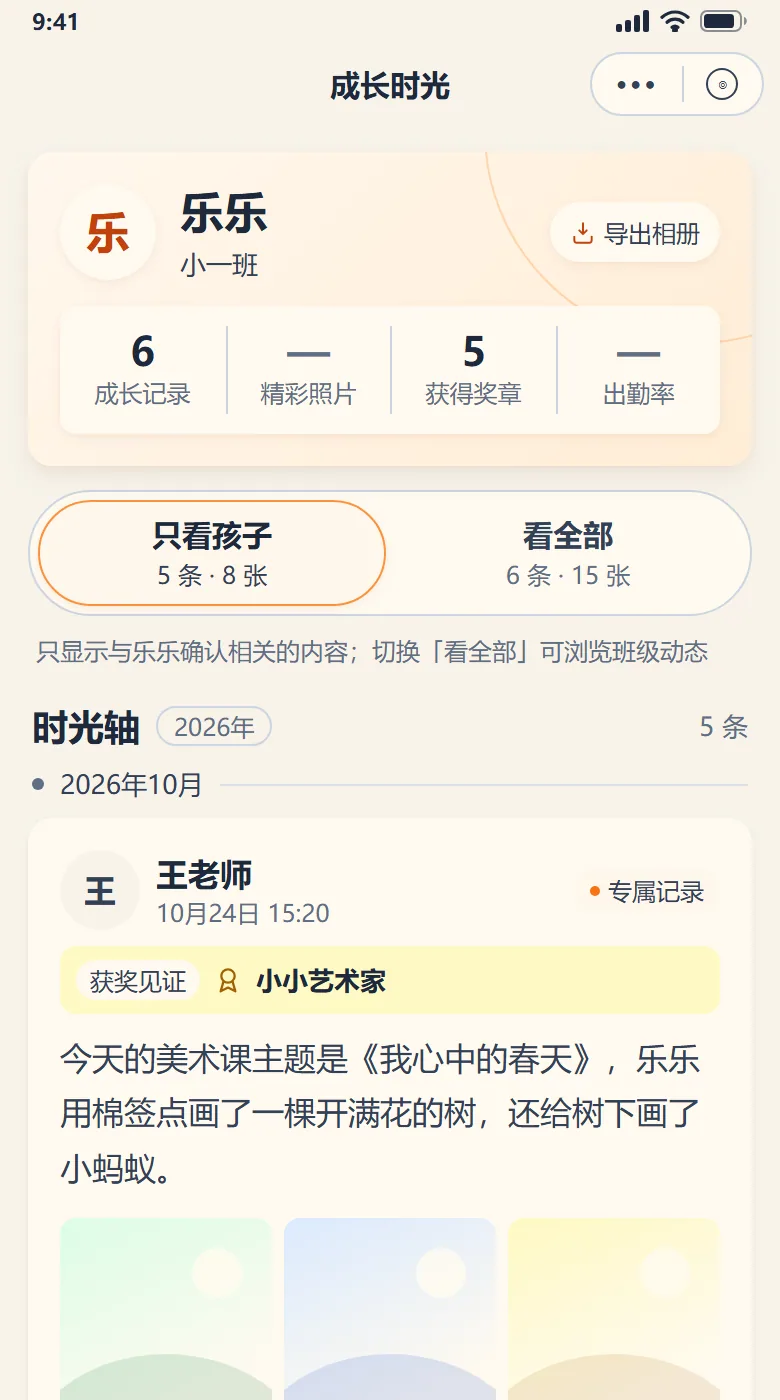 9:41
成长时光
乐
乐乐
小一班
导出相册
6
成长记录
—
精彩照片
5
获得奖章
—
出勤率
只看孩子
5 条 · 8 张
看全部
6 条 · 15 张
只显示与乐乐确认相关的内容；切换「看全部」可浏览班级动态
时光轴
2026年
5 条
2026年10月
王
王老师
10月24日 15:20
专属记录
获奖见证
小小艺术家
今天的美术课主题是《我心中的春天》，乐乐
用棉签点画了一棵开满花的树，还给树下画了
小蚂蚁。